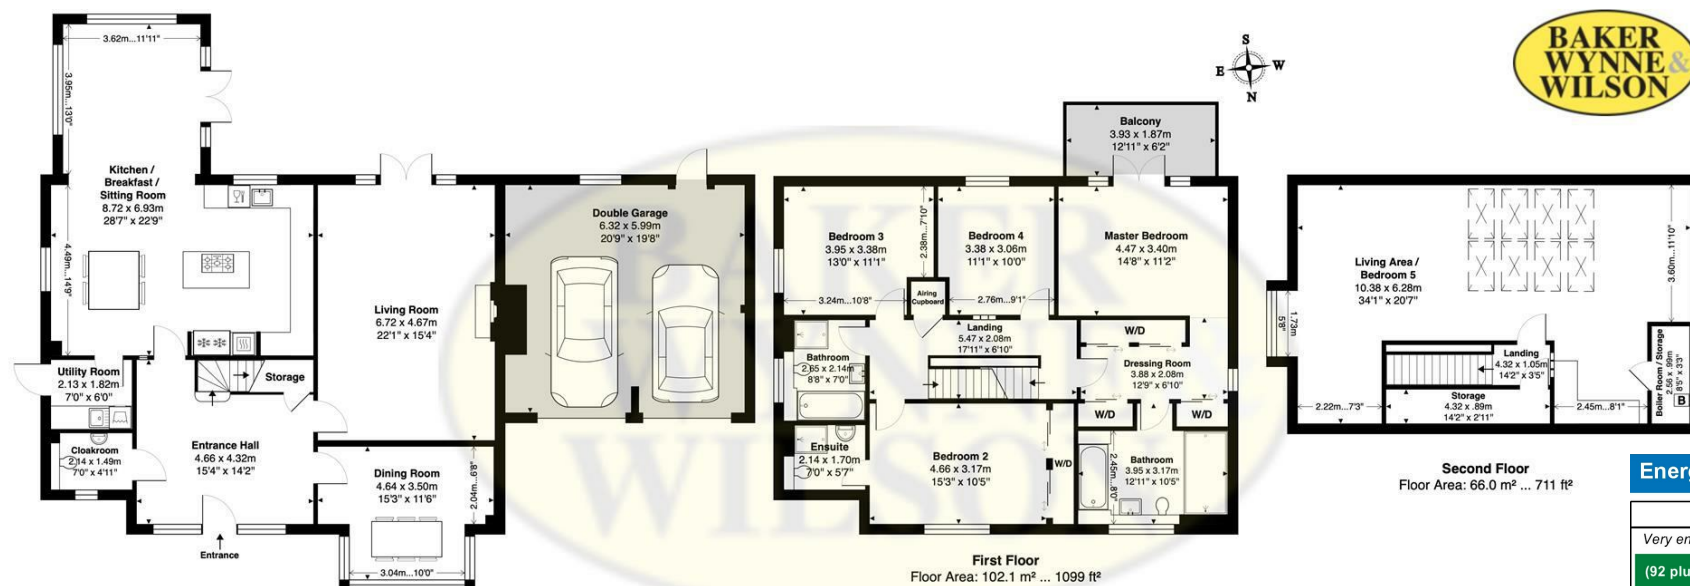 3.62m...11'11"
3.95m...13'0"
Kitchen /
Breakfast /
Sitting Room
8.72 x 6.93m
28'7" x 22'9"
4.49m...14'9"
Utility Room
2.13 x 1.82m
7'0" x 6'0"
Storage
Cloakroom
2.14 x 1.49m
7'0" x 4'11"
Entrance Hall
4.66 x 4.32m
15'4" x 14'2"
Entrance
Living Room
6.72 x 4.67m
22'1" x 15'4"
Dining Room
4.64 x 3.50m
15'3" x 11'6"
2.04m...6'8"
3.04m...10'0"
Double Garage
6.32 x 5.99m
20'9" x 19'8"
Bedroom 3
3.95 x 3.38m
13'0" x 11'1"
2.38m...7'10"
3.24m...10'8"
Airing
Cupboard
Bedroom 4
3.38 x 3.06m
11'1" x 10'0"
2.76m...9'1"
Balcony
3.93 x 1.87m
12'11" x 6'2"
Master Bedroom
4.47 x 3.40m
14'8" x 11'2"
Landing
5.47 x 2.08m
17'11" x 6'10"
W/D
Dressing Room
3.88 x 2.08m
12'9" x 6'10"
W/D
W/D
Bathroom
2.65 x 2.14m
8'8" x 7'0"
Ensuite
2.14 x 1.70m
7'0" x 5'7"
Bedroom 2
4.66 x 3.17m
15'3" x 10'5"
W/D
2.45m...8'0"
Bathroom
3.95 x 3.17m
12'11" x 10'5"
First Floor
Floor Area: 102.1 m² ... 1099 ft²
S
E
W
N
BAKER
WYNNE &
WILSON
BAKER
WYNNE
WILSON
Living Area /
Bedroom 5
10.38 x 6.28m
34'1" x 20'7"
3.60m...11'10"
1.73m
5'8"
Landing
4.32 x 1.05m
14'2" x 3'5"
Storage
4.32 x .89m
14'2" x 2'11"
2.22m...7'3"
2.45m...8'1"
Boiler Room / Storage
2.56 x .99m
8'5" x 3'3"
B
Second Floor
Floor Area: 66.0 m² ... 711 ft²
Energ
Very en
(92 plu